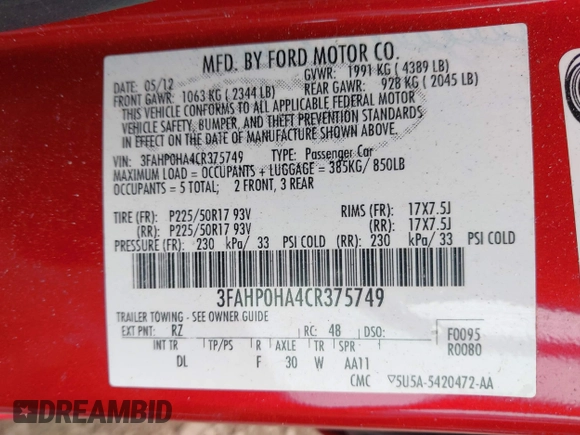 MFD. BY FORD MOTOR CO.
DATE: 05/12 GVWR: 1991 KG ( 4389 LB)
FRONT GAWR: 1063 KG ( 2344 LB) REAR GAWR: 928 KG ( 2045 LB)
THIS VEHICLE CONFORMS TO ALL APPLICABLE FEDERAL MOTOR
VEHICLE SAFETY, BUMPER, AND THEFT PREVENTION STANDARDS
IN EFFECT ON THE DATE OF MANUFACTURE SHOWN ABOVE.
VIN: 3FAHP0HA4CR375749 TYPE: Passenger Car
MAXIMUM LOAD = OCCUPANTS + LUGGAGE = 385KG/ 850LB
OCCUPANTS = 5 TOTAL; 2 FRONT, 3 REAR
TIRE (FR): P225/50R17 93V RIMS (FR): 17X7.5J
(RR): P225/50R17 93V (RR): 17X7.5J
PRESSURE (FR): 230 kPa/ 33 PSI COLD (RR): 230 kPa/ 33 PSI COLD
3FAHP0HA4CR375749
TRAILER TOWING - SEE OWNER GUIDE
EXT PNT: RZ RC: 48 DSO: F0095
INT TR TP/PS R AXLE TR SPR R0080
DL F 30 W AA11
CMC 5U5A-5420472-AA
DREAMBID